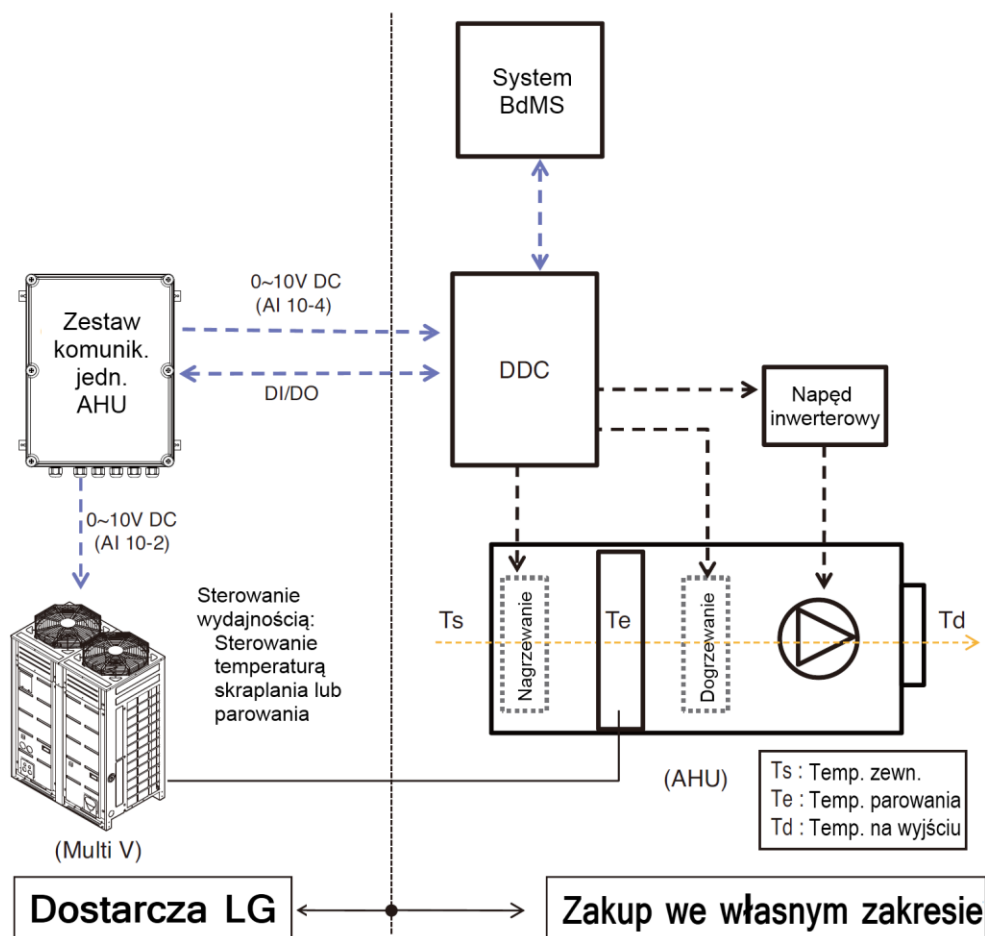 System
BdMS
0~10V DC
(AI 10-4)
Zestaw
komunik.
jedn.
AHU
DI/DO
DDC
Napęd
inwerterowy
0~10V DC
(AI 10-2)
Sterowanie
wydajnością:
Sterowanie
temperaturą
skraplania lub
parowania
Ts
Nagrzewanie
Te
Dogrzewanie
Td
(AHU)
Ts : Temp. zewn.
Te : Temp. parowania
Td : Temp. na wyjściu
(Multi V)
Dostarcza LG
Zakup we własnym zakresie